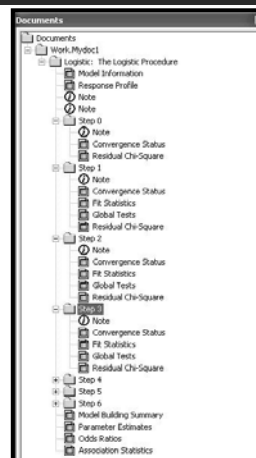 Documents
Documents
Work.Mydoc1
Logistic: The Logistic Procedure
Model Information
Response Profile
Note
Note
Step 0
Note
Convergence Status
Residual Chi-Square
Step 1
Note
Convergence Status
Fit Statistics
Global Tests
Residual Chi-Square
Step 2
Note
Convergence Status
Fit Statistics
Global Tests
Residual Chi-Square
Step 3
Note
Convergence Status
Fit Statistics
Global Tests
Residual Chi-Square
Step 4
Step 5
Step 6
Model Building Summary
Parameter Estimates
Odds Ratios
Association Statistics